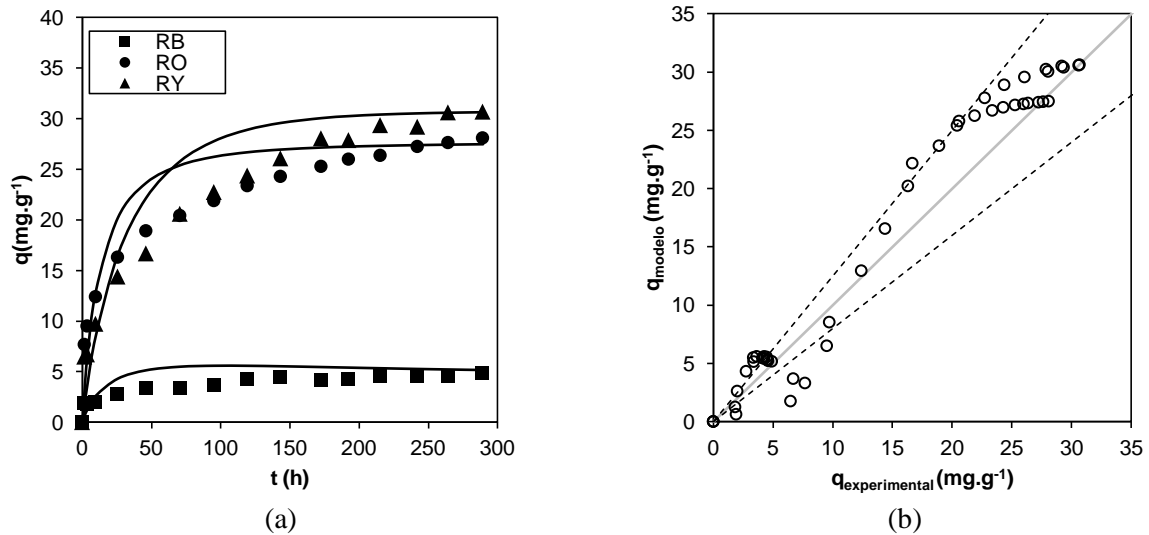 40
35
30
25
20
15
10
5
0
q(mg.g-1)
RB
RO
RY
0 50 100 150 200 250 300
t (h)
(a)
35
30
25
20
15
10
5
0
qmodelo (mg.g-1)
0 5 10 15 20 25 30 35
qexperimental (mg.g-1)
(b)